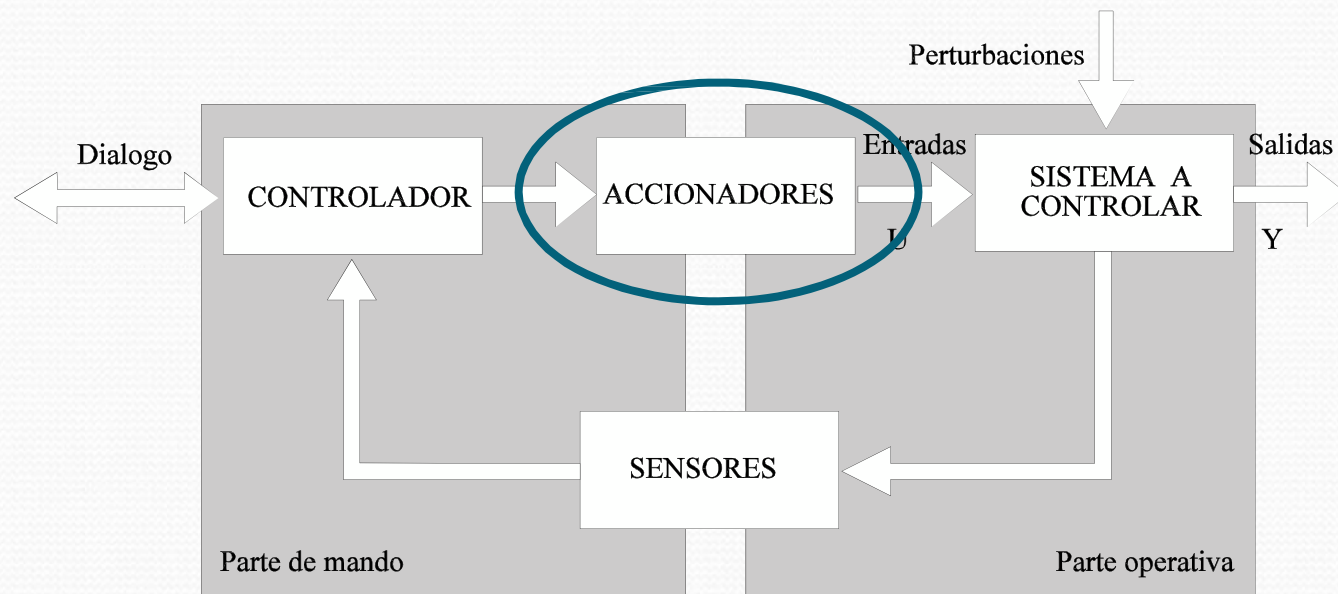 Perturbaciones
Dialogo
Entradas
Salidas
CONTROLADOR
ACCIONADORES
SISTEMA A
CONTROLAR
U
Y
SENSORES
Parte de mando
Parte operativa